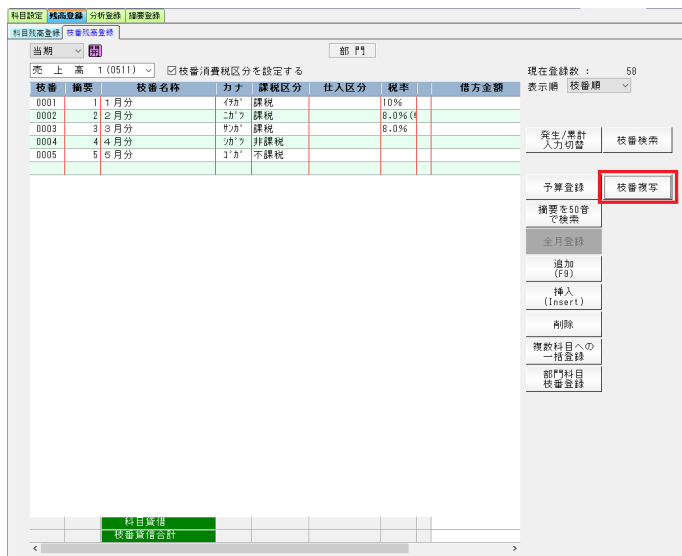 科目設定 残高登録 分析登録 摘要登録
科目残高登録 枝番残高登録
当期 開 部 門
売 上 高 1(0511) ☑枝番消費税区分を設定する
現在登録数 : 58
表示順 枝番順
枝番 摘要 枝番名称 カナ 課税区分 仕入区分 税率 借方金額
0001 1 1月分 ｲﾁｶﾞ 課税 10%
0002 2 2月分 ﾆｶﾞﾂ 課税 8.0%(
0003 3 3月分 ｻﾝｶﾞ 課税 8.0%
0004 4 4月分 ｼｶﾞﾂ 非課税
0005 5 5月分 ｺﾞｶﾞ 不課税
発生/累計
入力切替
枝番検索
予算登録
枝番複写
摘要を50音
で検索
全月登録
追加
(F9)
挿入
(Insert)
削除
複数科目への
一括登録
部門科目
枝番登録
科目貸借
枝番貸借合計